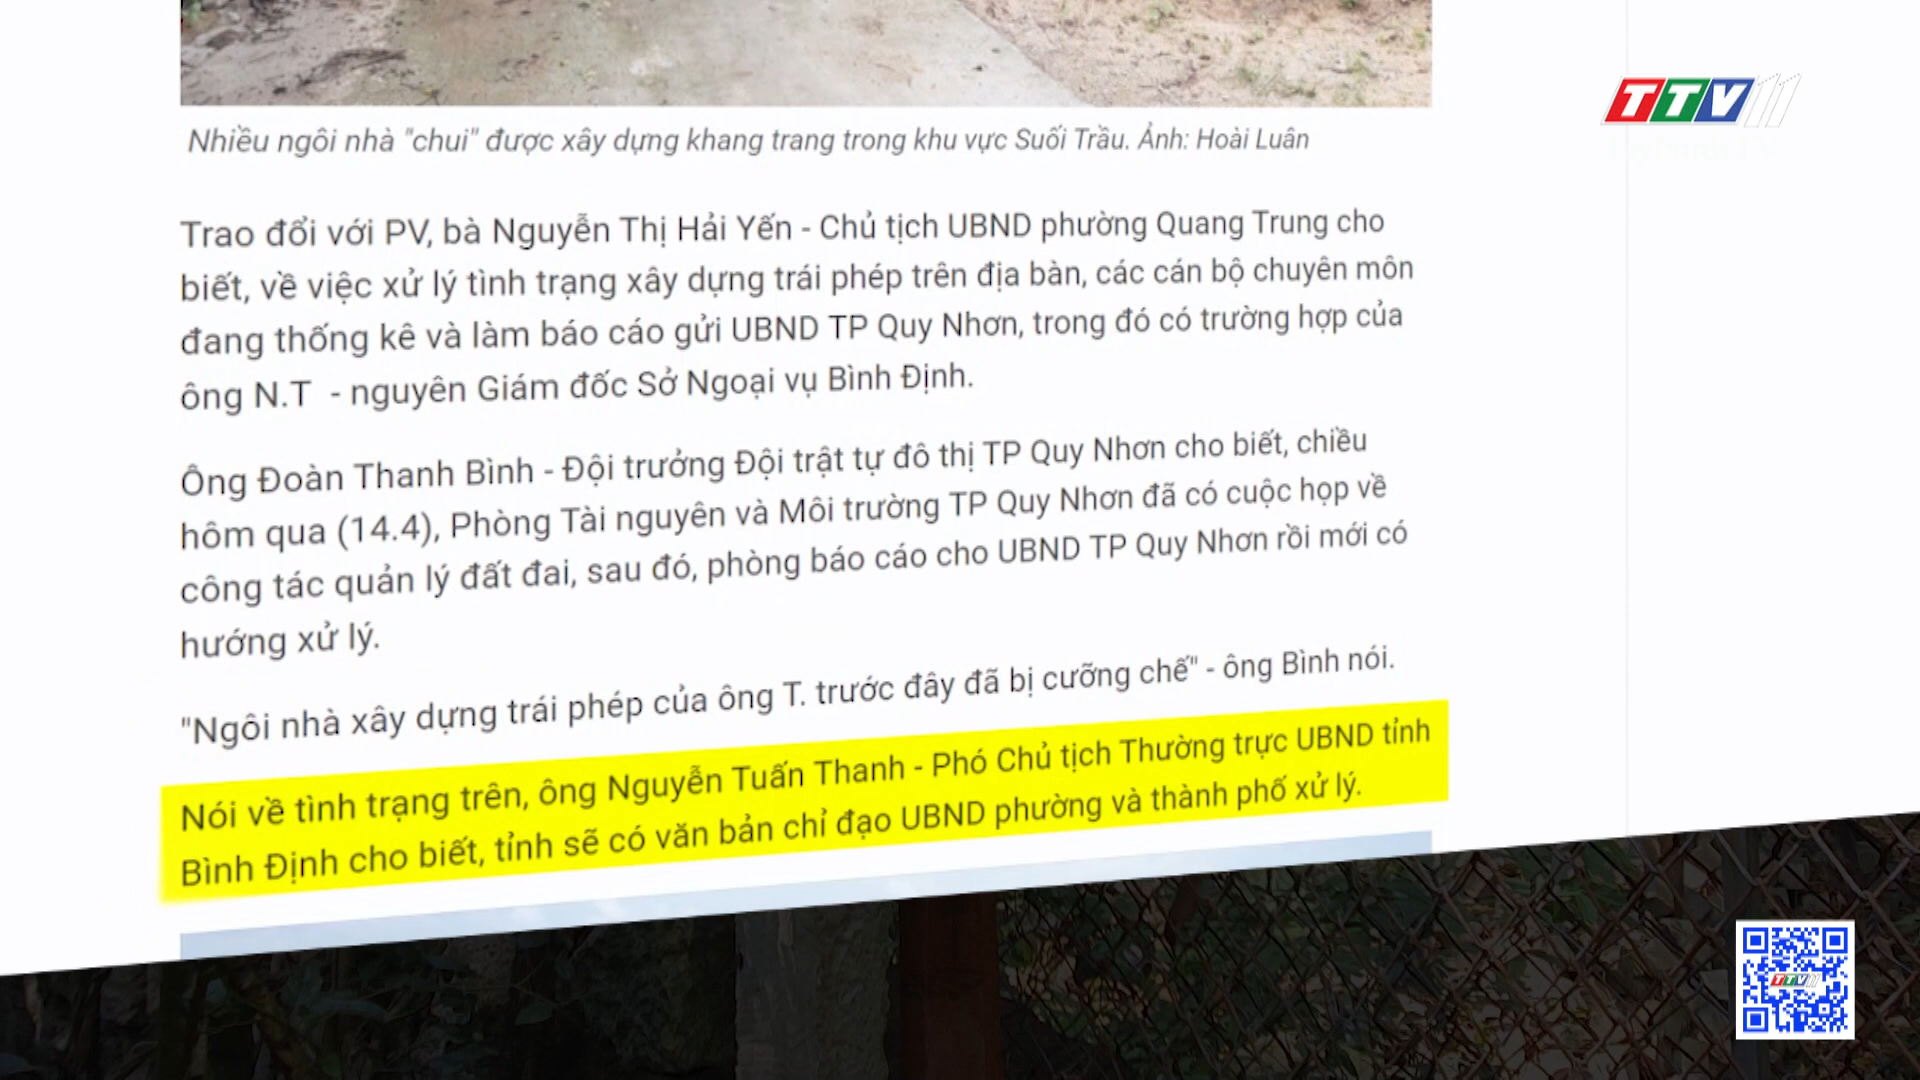 TTV11
Nhiều ngôi nhà "chui" được xây dựng khang trang trong khu vực Suối Trầu. Ảnh: Hoài Luân
Trao đổi với PV, bà Nguyễn Thị Hải Yến - Chủ tịch UBND phường Quang Trung cho
biết, về việc xử lý tình trạng xây dựng trái phép trên địa bàn, các cán bộ chuyên môn
đang thống kê và làm báo cáo gửi UBND TP Quy Nhơn, trong đó có trường hợp của
ông N.T - nguyên Giám đốc Sở Ngoại vụ Bình Định.
Ông Đoàn Thanh Bình - Đội trưởng Đội trật tự đô thị TP Quy Nhơn cho biết, chiều
hôm qua (14.4), Phòng Tài nguyên và Môi trường TP Quy Nhơn đã có cuộc họp về
công tác quản lý đất đai, sau đó, phòng báo cáo cho UBND TP Quy Nhơn rồi mới có
hướng xử lý.
"Ngôi nhà xây dựng trái phép của ông T. trước đây đã bị cưỡng chế" - ông Bình nói.
Nói về tình trạng trên, ông Nguyễn Tuấn Thanh - Phó Chủ tịch Thường trực UBND tỉnh
Bình Định cho biết, tỉnh sẽ có văn bản chỉ đạo UBND phường và thành phố xử lý.
TTV11